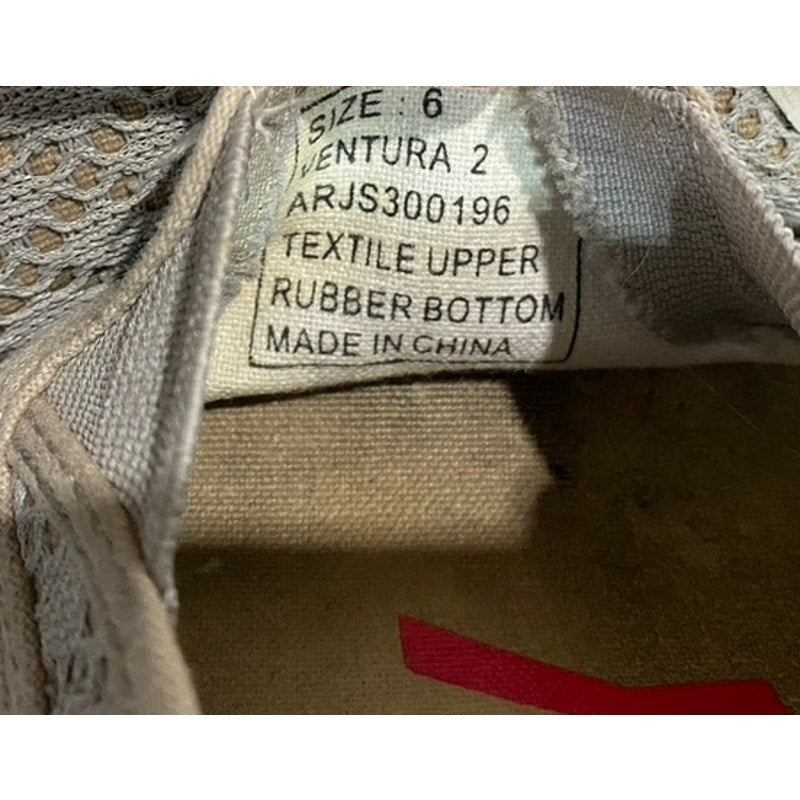 SIZE : 6
VENTURA 2
ARJS300196
TEXTILE UPPER
RUBBER BOTTOM
MADE IN CHINA